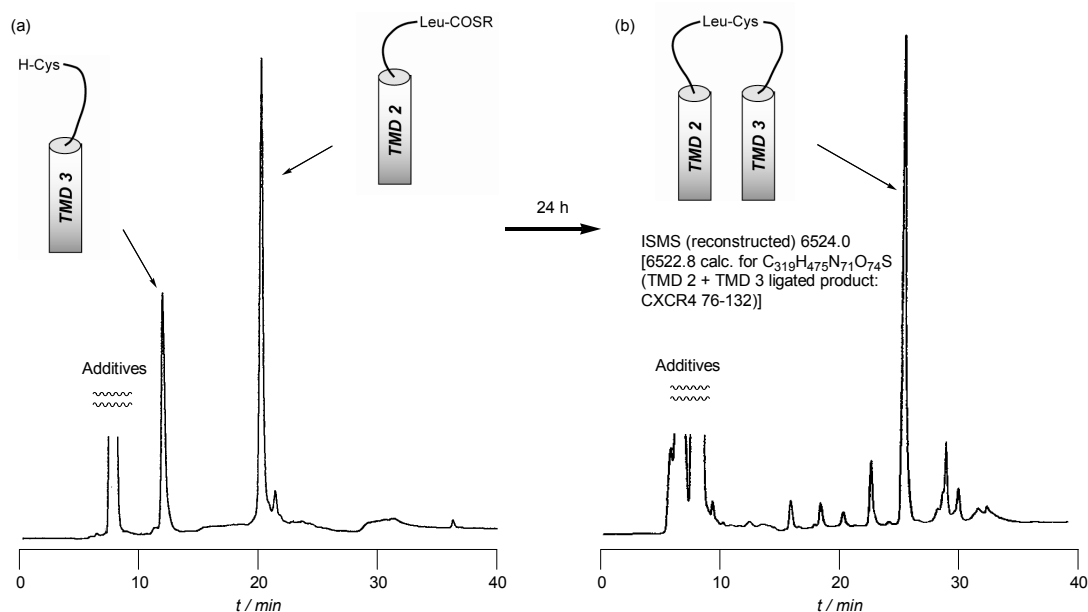 (a)
H-Cys
TMD 3
Leu-COSR
TMD 2
Additives
0 10 20 30 40
t / min
24 h
(b)
Leu-Cys
TMD 2
TMD 3
ISMS (reconstructed) 6524.0
[6522.8 calc. for C₃₁₉H₄₇₅N₇₁O₇₄S
(TMD 2 + TMD 3 ligated product:
CXCR4 76-132)]
Additives
0 10 20 30 40
t / min